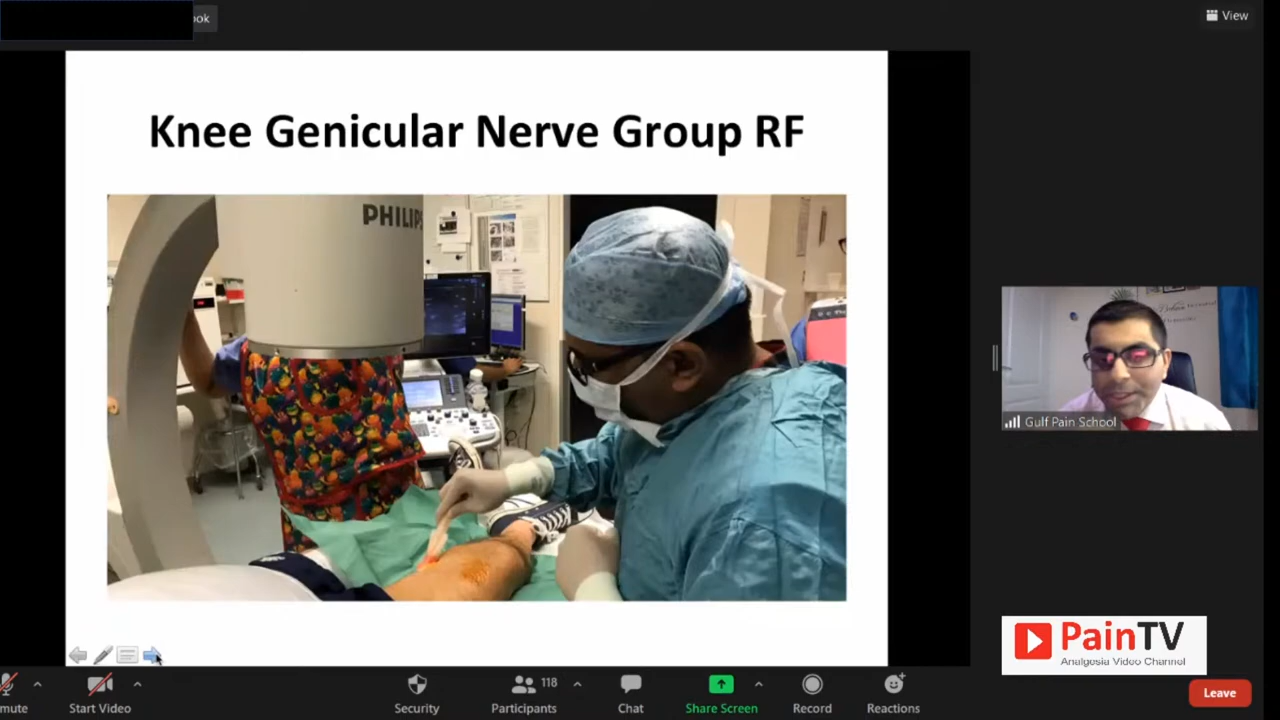 ok
View
Knee Genicular Nerve Group RF
PHILIPS
Gulf Pain School
PainTV
Analgesia Video Channel
mute
Start Video
Security
118
Participants
Chat
Share Screen
Record
Reactions
Leave